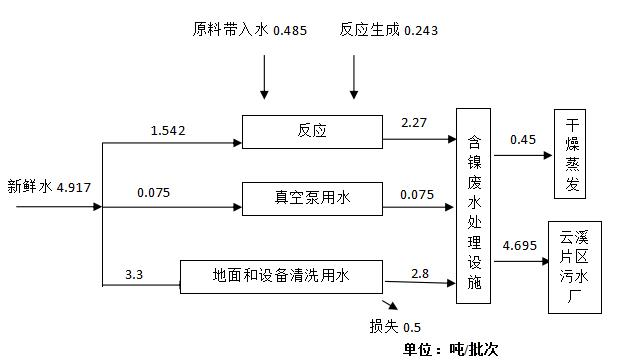 原料带入水 0.485
反应生成 0.243
1.542
反应
2.27
0.45
干燥蒸发
新鲜水 4.917
0.075
真空泵用水
0.075
含镍废水处理设施
4.695
云溪
片区
污水
厂
3.3
地面和设备清洗用水
2.8
损失 0.5
单位：吨/批次